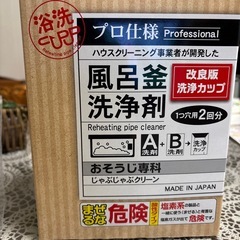 浴洗
プロ仕様 Professional
ハウスクリーニング事業者が開発した
風呂釜
洗浄剤
改良版
洗浄カップ
1つ穴用2回分
Reheating pipe cleaner
A
洗剤
+
B
洗剤
洗浄
カップ
おそうじ専科
じゃぶじゃぶクリーン
MADE IN JAPAN
まぜるな
危険
塩素系の製品と